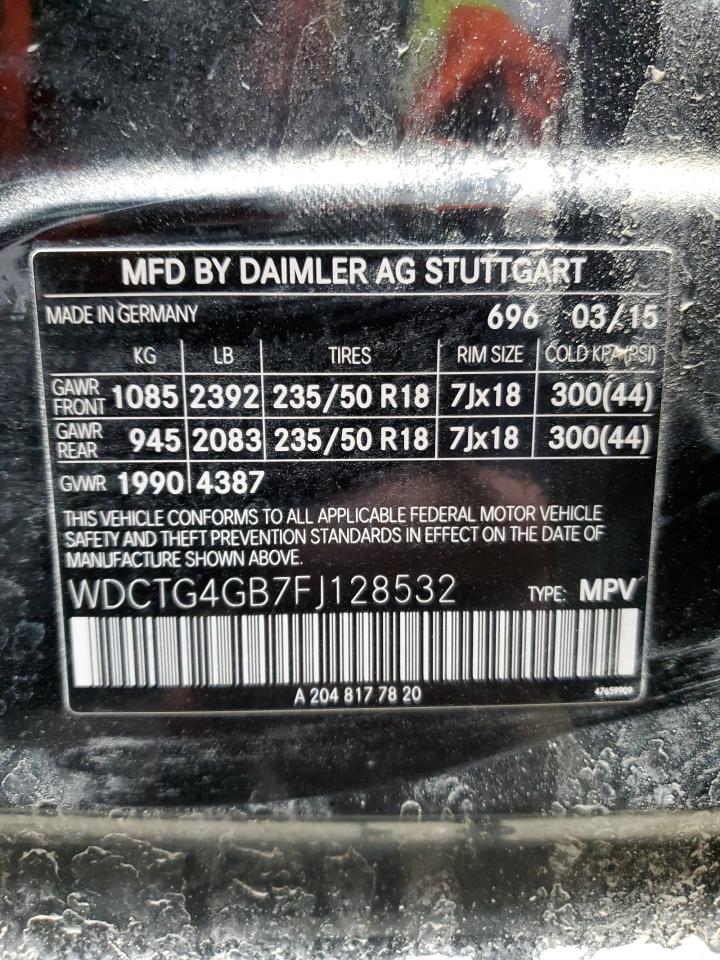 MFD BY DAIMLER AG STUTTGART
MADE IN GERMANY 696 03/15
KG LB TIRES RIM SIZE COLD KPA(PSI)
GAWR FRONT 1085 2392 235/50 R18 7Jx18 300(44)
GAWR REAR 945 2083 235/50 R18 7Jx18 300(44)
GVWR 1990 4387
THIS VEHICLE CONFORMS TO ALL APPLICABLE FEDERAL MOTOR VEHICLE
SAFETY AND THEFT PREVENTION STANDARDS IN EFFECT ON THE DATE OF
MANUFACTURE SHOWN ABOVE.
WDCTG4GB7FJ128532 TYPE: MPV
A 204 817 78 20 47659909